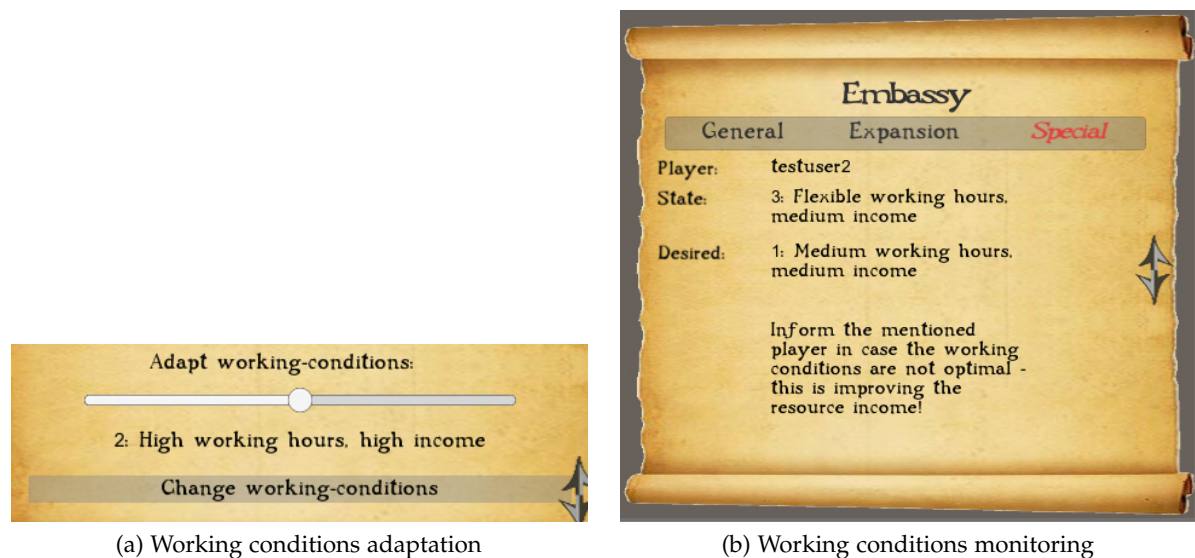 Adapt working-conditions:
2: High working hours, high income
Change working-conditions
(a) Working conditions adaptation
Embassy
General Expansion Special
Player: testuser2
State: 3: Flexible working hours,
medium income
Desired: 1: Medium working hours,
medium income
Inform the mentioned
player in case the working
conditions are not optimal -
this is improving the
resource income!
(b) Working conditions monitoring